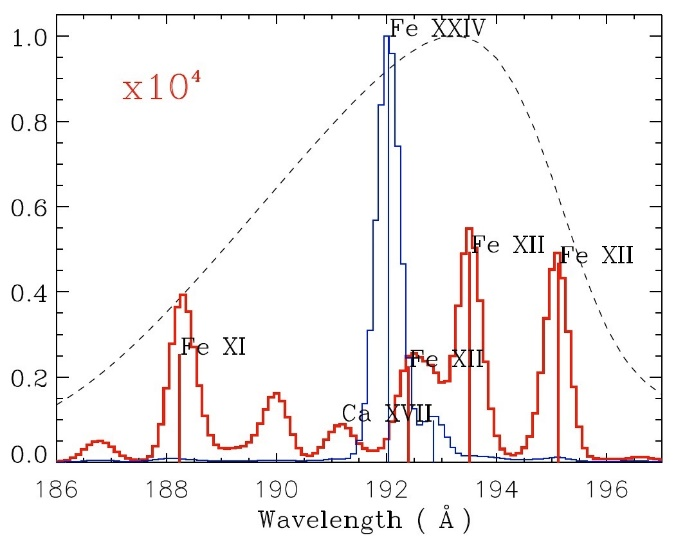 Fe XXIV
1.0
x10⁴
0.8
0.6
Fe XII
Fe XII
0.4
Fe XI
Fe XII
0.2
Ca XVII
0.0
186 188 190 192 194 196
Wavelength ( Å )